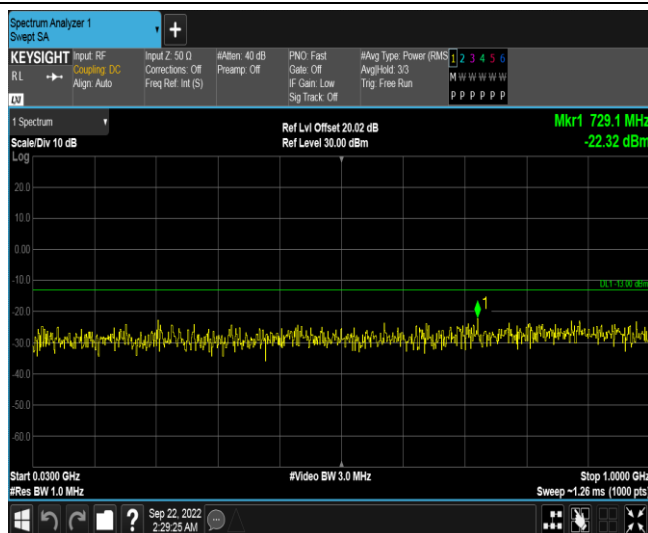 Spectrum Analyzer 1
Swept SA
+
KEYSIGHT
RL
LXI
Input: RF
Coupling: DC
Align: Auto
Input Z: 50 Ω
Corrections: Off
Freq Ref: Int (S)
#Atten: 40 dB
Preamp: Off
PNO: Fast
Gate: Off
IF Gain: Low
Sig Track: Off
#Avg Type: Power (RMS
Avg|Hold: 3/3
Trig: Free Run
1 2 3 4 5 6
M W W W W W
P P P P P P
1 Spectrum
Scale/Div 10 dB
Ref Lvl Offset 20.02 dB
Ref Level 30.00 dBm
Mkr1 729.1 MHz
-22.32 dBm
Log
20.0
10.0
0.00
-10.0
DL1 -13.00 dBm
1
-20.0
-30.0
-40.0
-50.0
-60.0
Start 0.0300 GHz
#Video BW 3.0 MHz
Stop 1.0000 GHz
#Res BW 1.0 MHz
Sweep ~1.26 ms (1000 pts)
?
Sep 22, 2022
2:29:25 AM